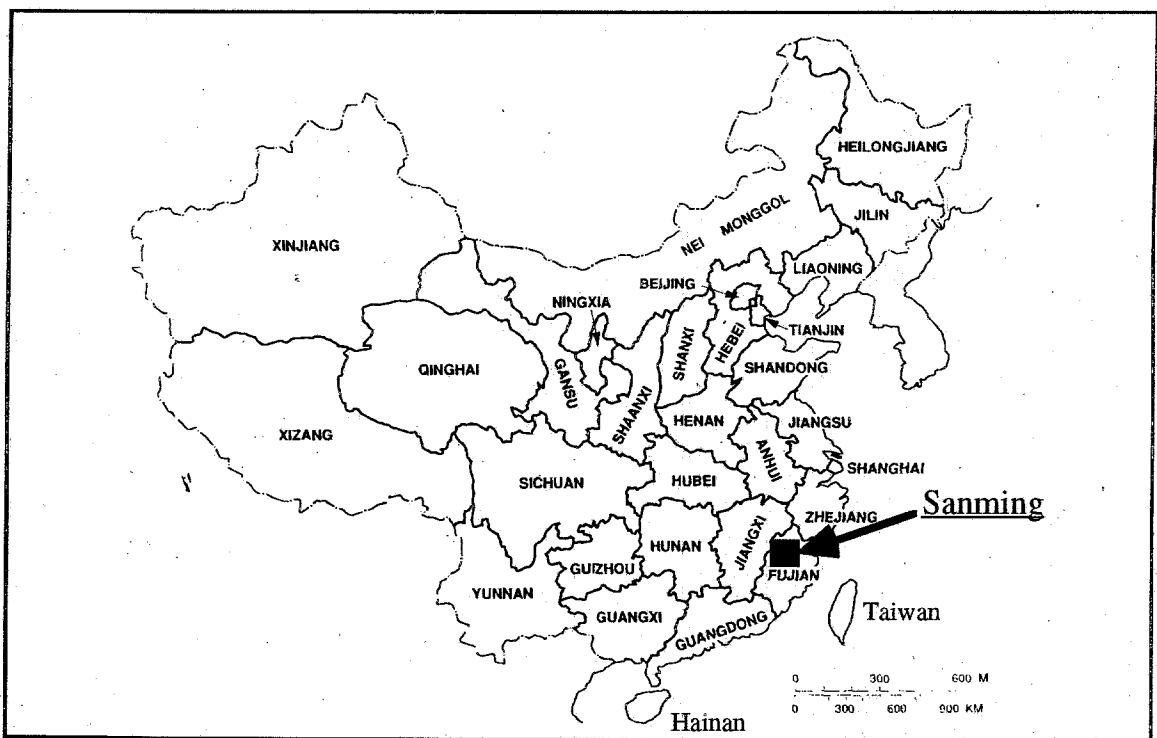 HEILONGJIANG
JILIN
NEI MONGGOL
XINJIANG
LIAONING
BEIJING
NINGXIA
TIANJIN
HEBEI
SHANXI
SHANDONG
QINGHAI
GANSU
SHAANXI
HENAN
JIANGSU
XIZANG
ANHUI
SHANGHAI
SICHUAN
HUBEI
Sanming
ZHEJIANG
HUNAN
JIANGXI
GUIZHOU
FUJIAN
YUNNAN
GUANGXI
GUANGDONG
Taiwan
0 300 600 M
0 300 600 900 KM
Hainan